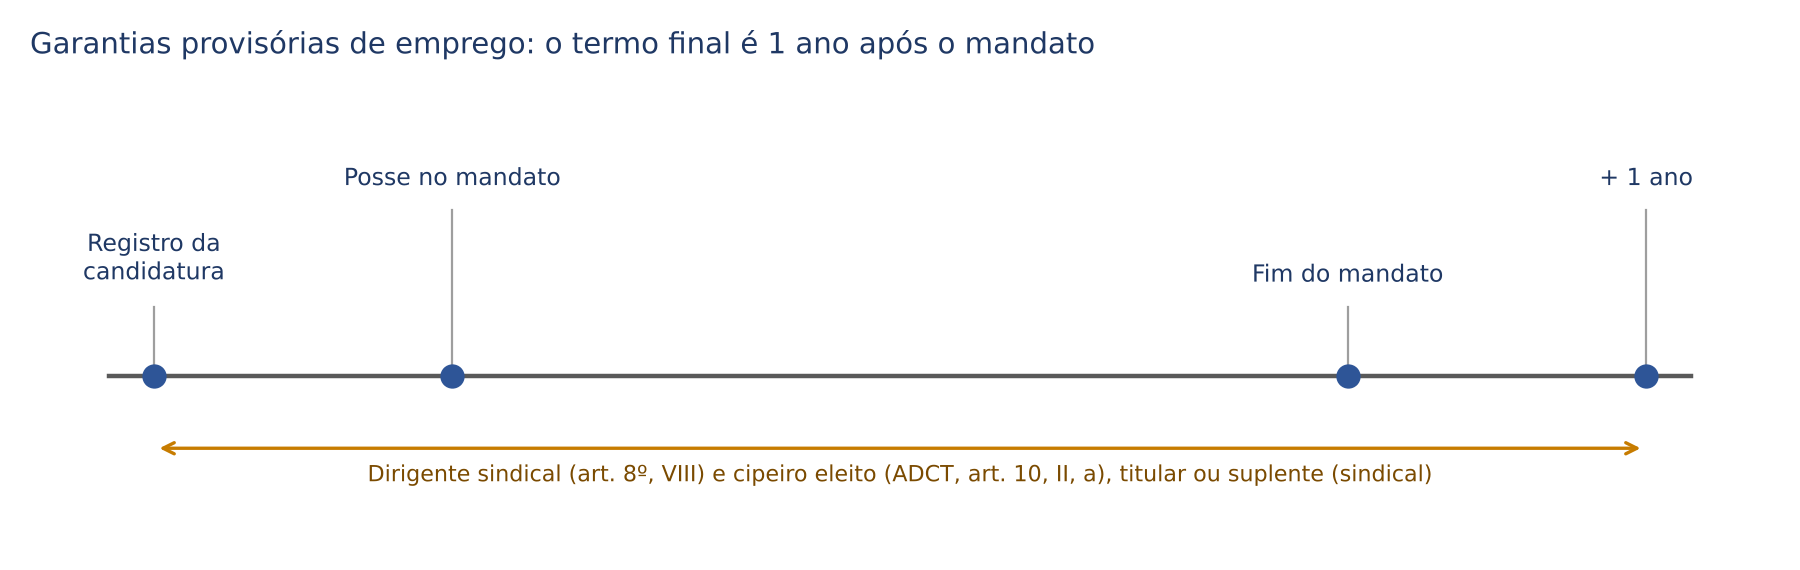 Garantias provisórias de emprego: o termo final é 1 ano após o mandato
Posse no mandato
+ 1 ano
Registro da
candidatura
Fim do mandato
Dirigente sindical (art. 8º, VIII) e cipeiro eleito (ADCT, art. 10, II, a), titular ou suplente (sindical)